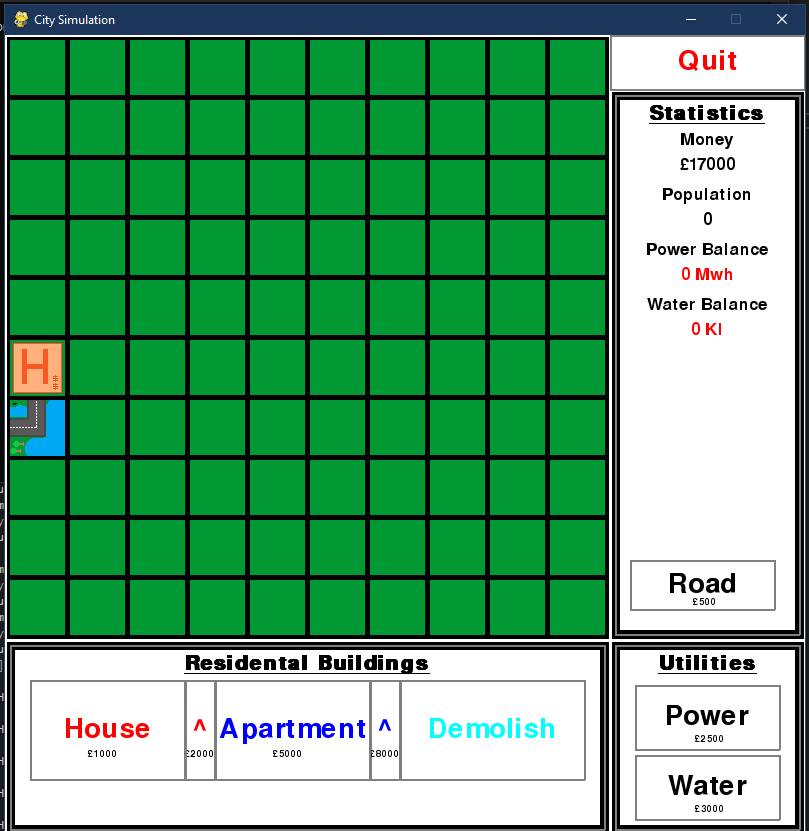 City Simulation
Quit
Statistics
Money
£17000
Population
0
Power Balance
0 Mwh
Water Balance
0 Kl
H
Road
£500
Residental Buildings
House
£1000
^
£2000
Apartment
£5000
^
£8000
Demolish
Utilities
Power
£2500
Water
£3000